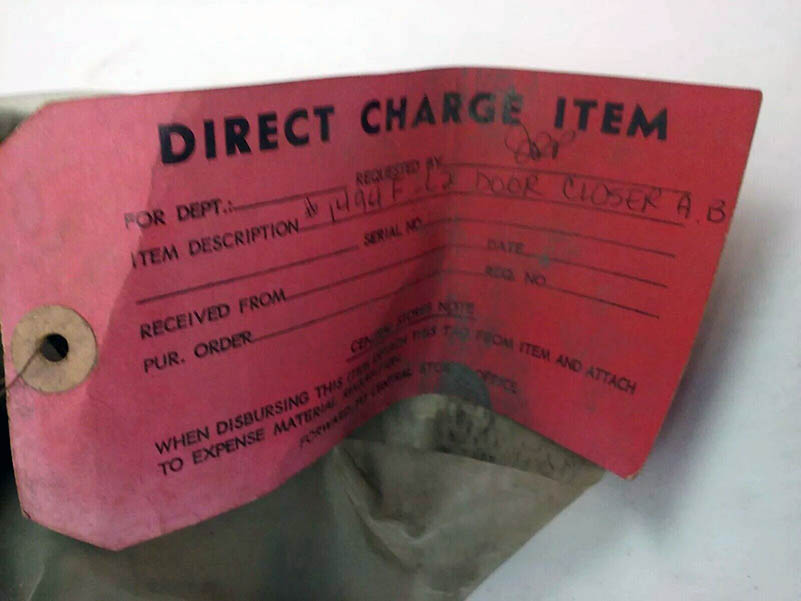 DIRECT CHARGE ITEM
FOR DEPT.: REQUESTED BY
ITEM DESCRIPTION # 1494F DOOR CLOSER A.B
SERIAL NO. DATE
RECEIVED FROM REQ. NO.
PUR. ORDER
CENTRAL STORES NOTE
WHEN DISBURSING THIS ITEM DETACH THIS TAG FROM ITEM AND ATTACH
TO EXPENSE MATERIAL REQUISITION
FORWARD TO CENTRAL STORES OFFICE